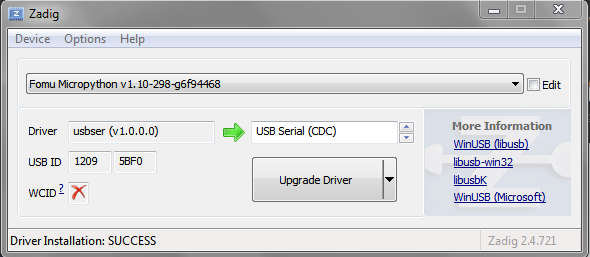 Zadig
Device Options Help
Fomu Micropython v1.10-298-g6f94468 Edit
Driver usbser (v1.0.0.0) USB Serial (CDC)
USB ID 1209 5BF0
WCID ?
Upgrade Driver
More Information
WinUSB (libusb)
libusb-win32
libusbK
WinUSB (Microsoft)
Driver Installation: SUCCESS Zadig 2.4.721